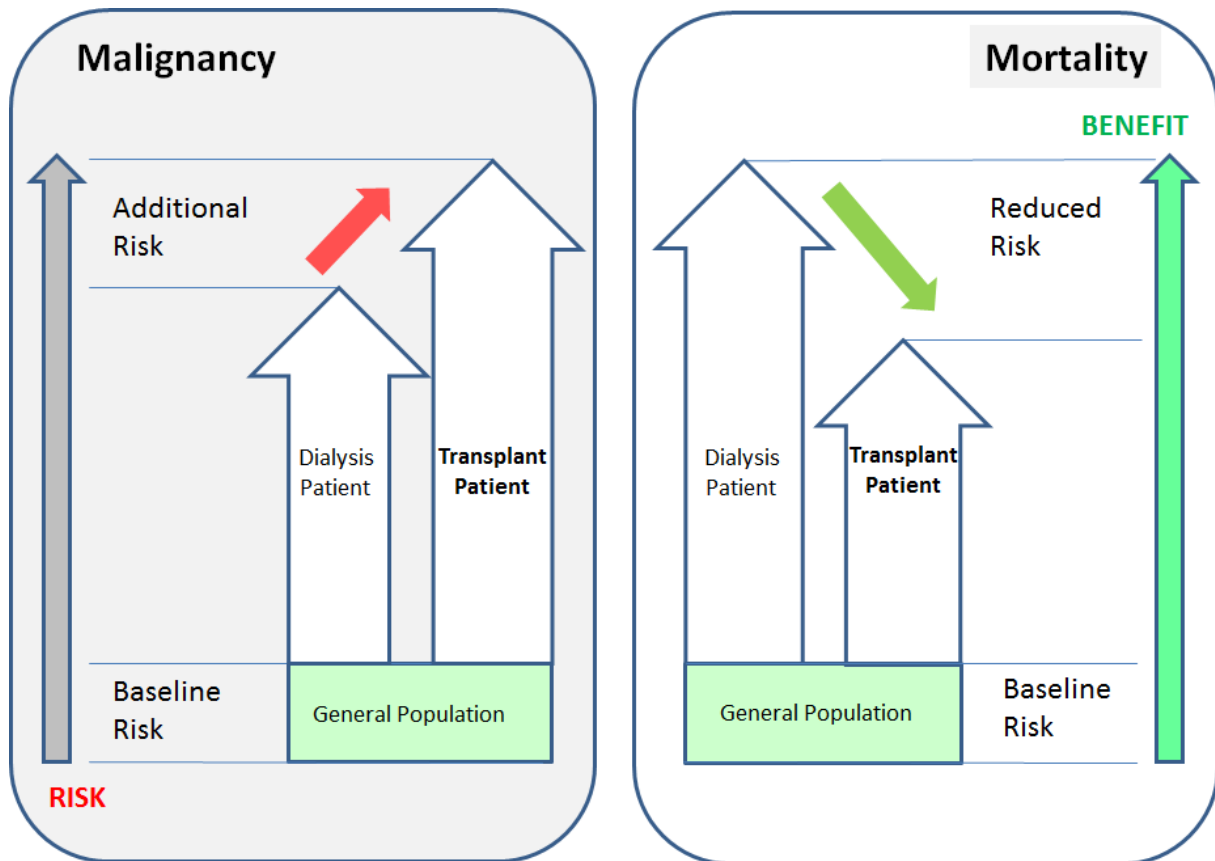 Malignancy
Additional
Risk
Dialysis
Patient
Transplant
Patient
Baseline
Risk
General Population
RISK
Mortality
BENEFIT
Reduced
Risk
Dialysis
Patient
Transplant
Patient
General Population
Baseline
Risk